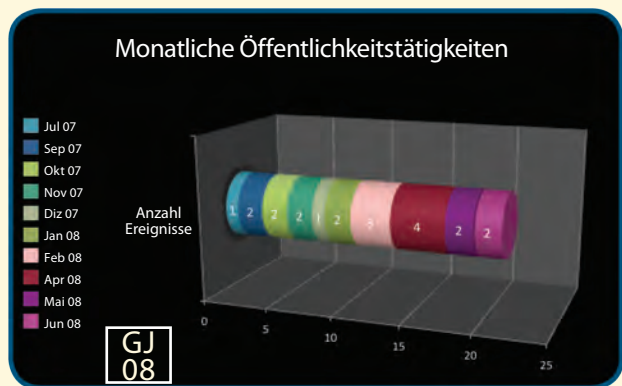 Monatliche Öffentlichkeitstätigkeiten
Jul 07
Sep 07
Okt 07
Nov 07
Diz 07
Jan 08
Feb 08
Apr 08
Mai 08
Jun 08
Anzahl
Ereignisse
1 2 2 2 1 2 3 4 2 2
0 5 10 15 20 25
GJ
08